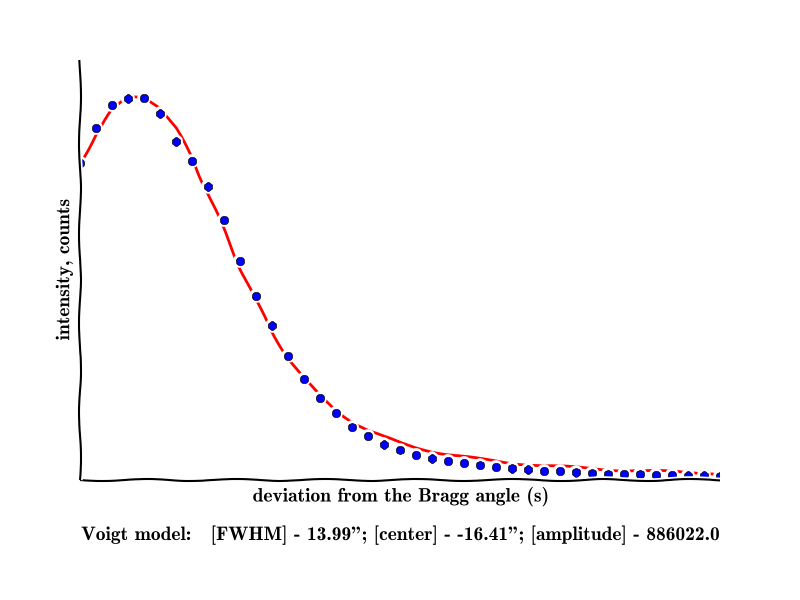 intensity, counts
deviation from the Bragg angle (s)
Voigt model: [FWHM] - 13.99”; [center] - -16.41”; [amplitude] - 886022.0